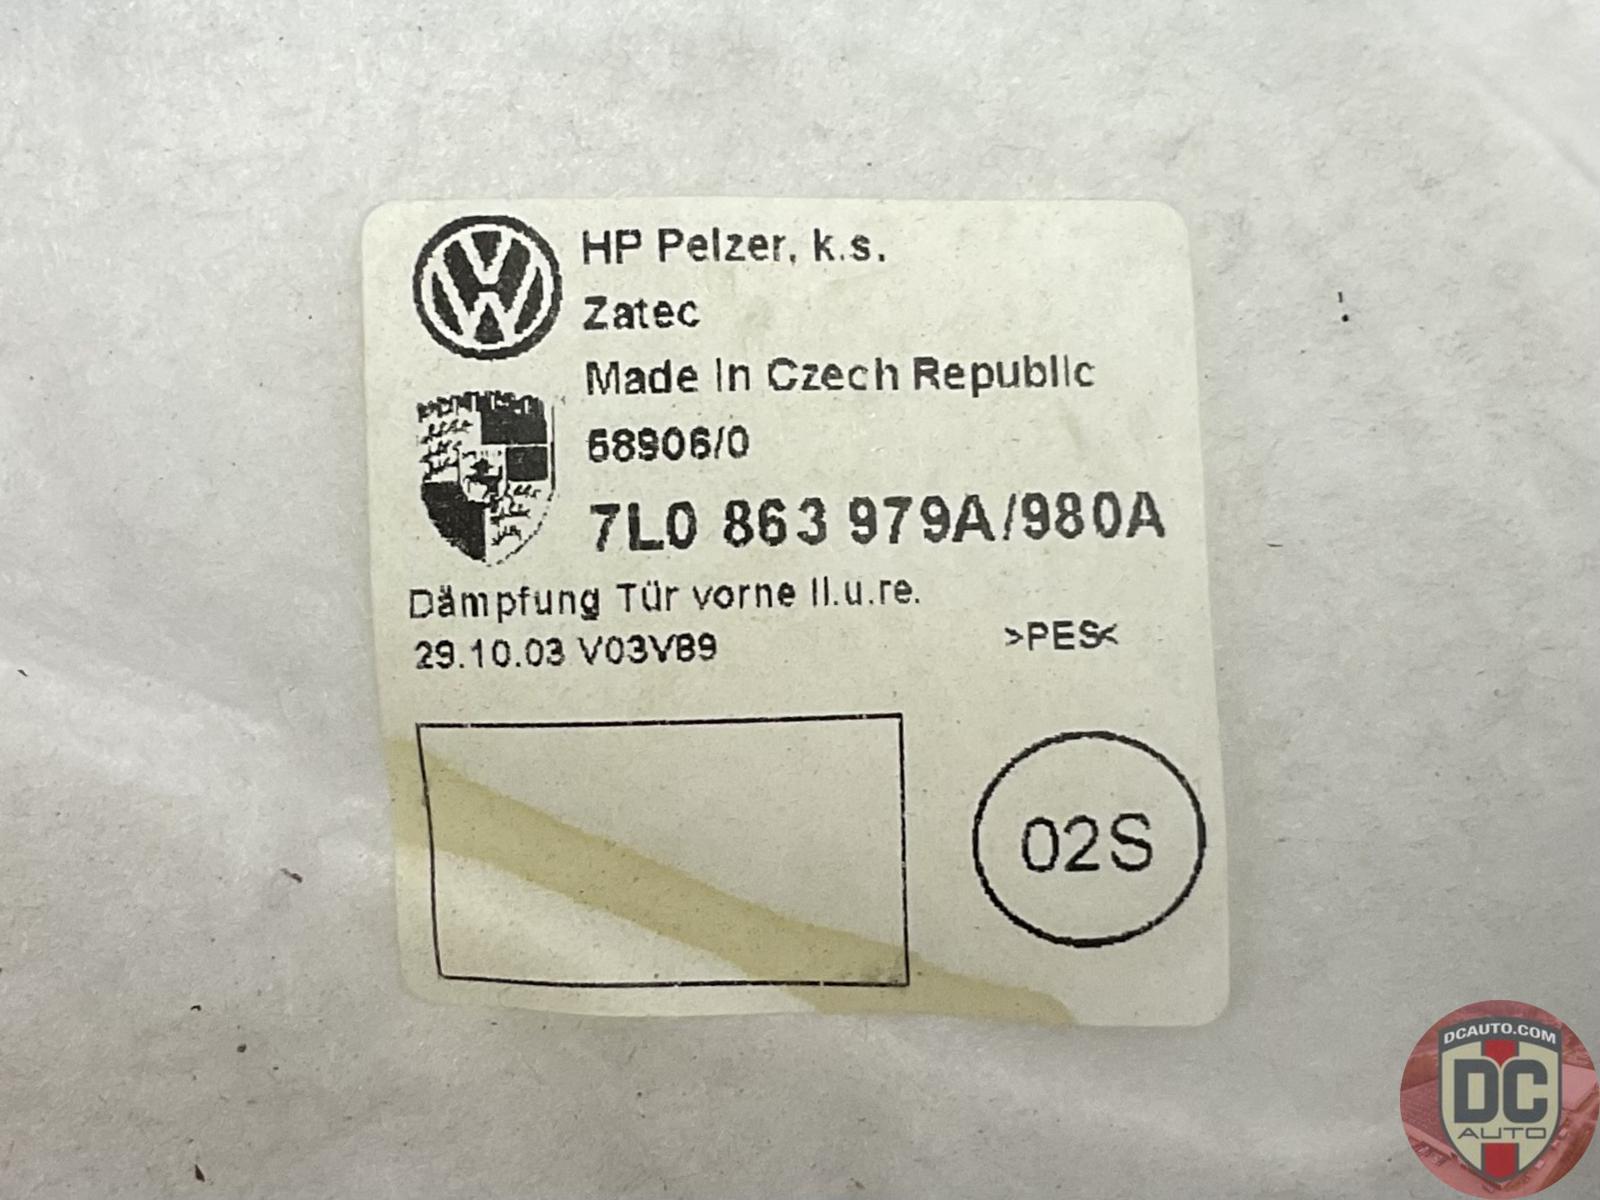 HP Pelzer, k.s.
Zatec
Made in Czech Republic
68906/0
7L0 863 979A/980A
Dämpfung Tür vorne li.u.re.
29.10.03 V03VB9
>PES<
02S
DCAUTO.COM
DC
AUTO